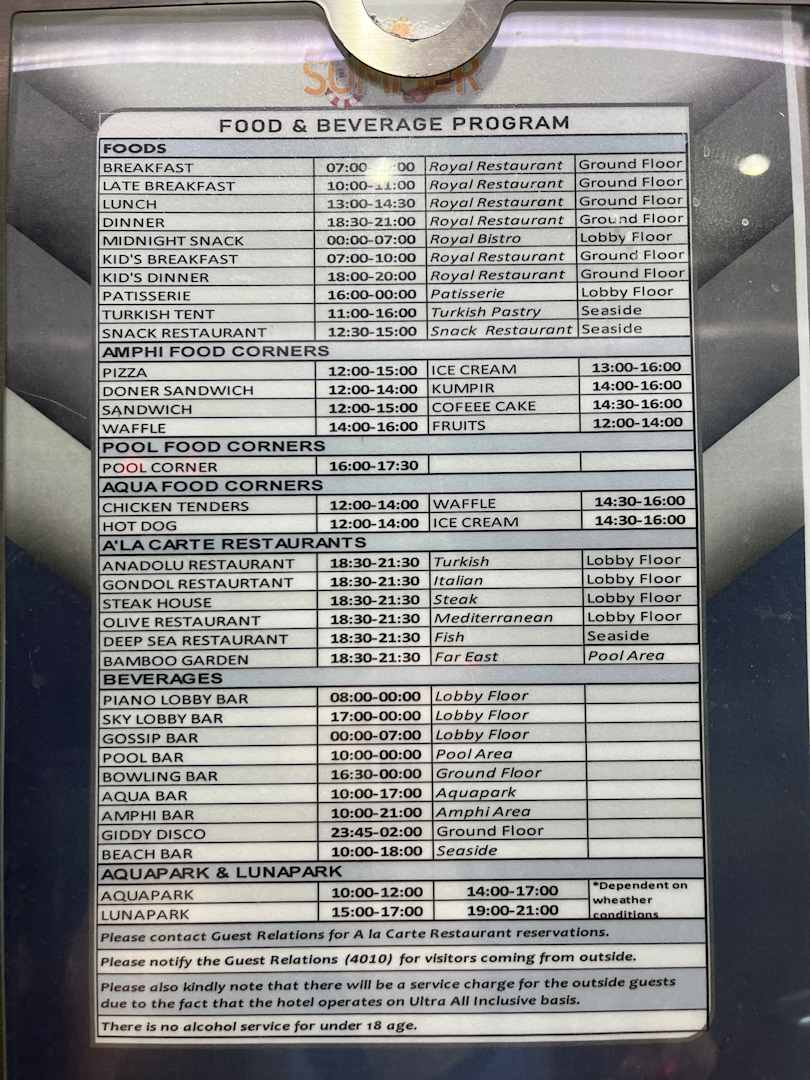 SUMMER
FOOD & BEVERAGE PROGRAM
FOODS
BREAKFAST 07:00 Royal Restaurant Ground Floor
LATE BREAKFAST 10:00-11:00 Royal Restaurant Ground Floor
LUNCH 13:00-14:30 Royal Restaurant Ground Floor
DINNER 18:30-21:00 Royal Restaurant Ground Floor
MIDNIGHT SNACK 00:00-07:00 Royal Bistro Lobby Floor
KID'S BREAKFAST 07:00-10:00 Royal Restaurant Ground Floor
KID'S DINNER 18:00-20:00 Royal Restaurant Ground Floor
PATISSERIE 16:00-00:00 Patisserie Lobby Floor
TURKISH TENT 11:00-16:00 Turkish Pastry Seaside
SNACK RESTAURANT 12:30-15:00 Snack Restaurant Seaside
AMPHI FOOD CORNERS
PIZZA 12:00-15:00 ICE CREAM 13:00-16:00
DONER SANDWICH 12:00-14:00 KUMPIR 14:00-16:00
SANDWICH 12:00-15:00 COFEEE CAKE 14:30-16:00
WAFFLE 14:00-16:00 FRUITS 12:00-14:00
POOL FOOD CORNERS
POOL CORNER 16:00-17:30
AQUA FOOD CORNERS
CHICKEN TENDERS 12:00-14:00 WAFFLE 14:30-16:00
HOT DOG 12:00-14:00 ICE CREAM 14:30-16:00
A'LA CARTE RESTAURANTS
ANADOLU RESTAURANT 18:30-21:30 Turkish Lobby Floor
GONDOL RESTAURTANT 18:30-21:30 Italian Lobby Floor
STEAK HOUSE 18:30-21:30 Steak Lobby Floor
OLIVE RESTAURANT 18:30-21:30 Mediterranean Lobby Floor
DEEP SEA RESTAURANT 18:30-21:30 Fish Seaside
BAMBOO GARDEN 18:30-21:30 Far East Pool Area
BEVERAGES
PIANO LOBBY BAR 08:00-00:00 Lobby Floor
SKY LOBBY BAR 17:00-00:00 Lobby Floor
GOSSIP BAR 00:00-07:00 Lobby Floor
POOL BAR 10:00-00:00 Pool Area
BOWLING BAR 16:30-00:00 Ground Floor
AQUA BAR 10:00-17:00 Aquapark
AMPHI BAR 10:00-21:00 Amphi Area
GIDDY DISCO 23:45-02:00 Ground Floor
BEACH BAR 10:00-18:00 Seaside
AQUAPARK & LUNAPARK
AQUAPARK 10:00-12:00 14:00-17:00
LUNAPARK 15:00-17:00 19:00-21:00
*Dependent on
wheather
conditions
Please contact Guest Relations for A la Carte Restaurant reservations.
Please notify the Guest Relations (4010) for visitors coming from outside.
Please also kindly note that there will be a service charge for the outside guests
due to the fact that the hotel operates on Ultra All Inclusive basis.
There is no alcohol service for under 18 age.